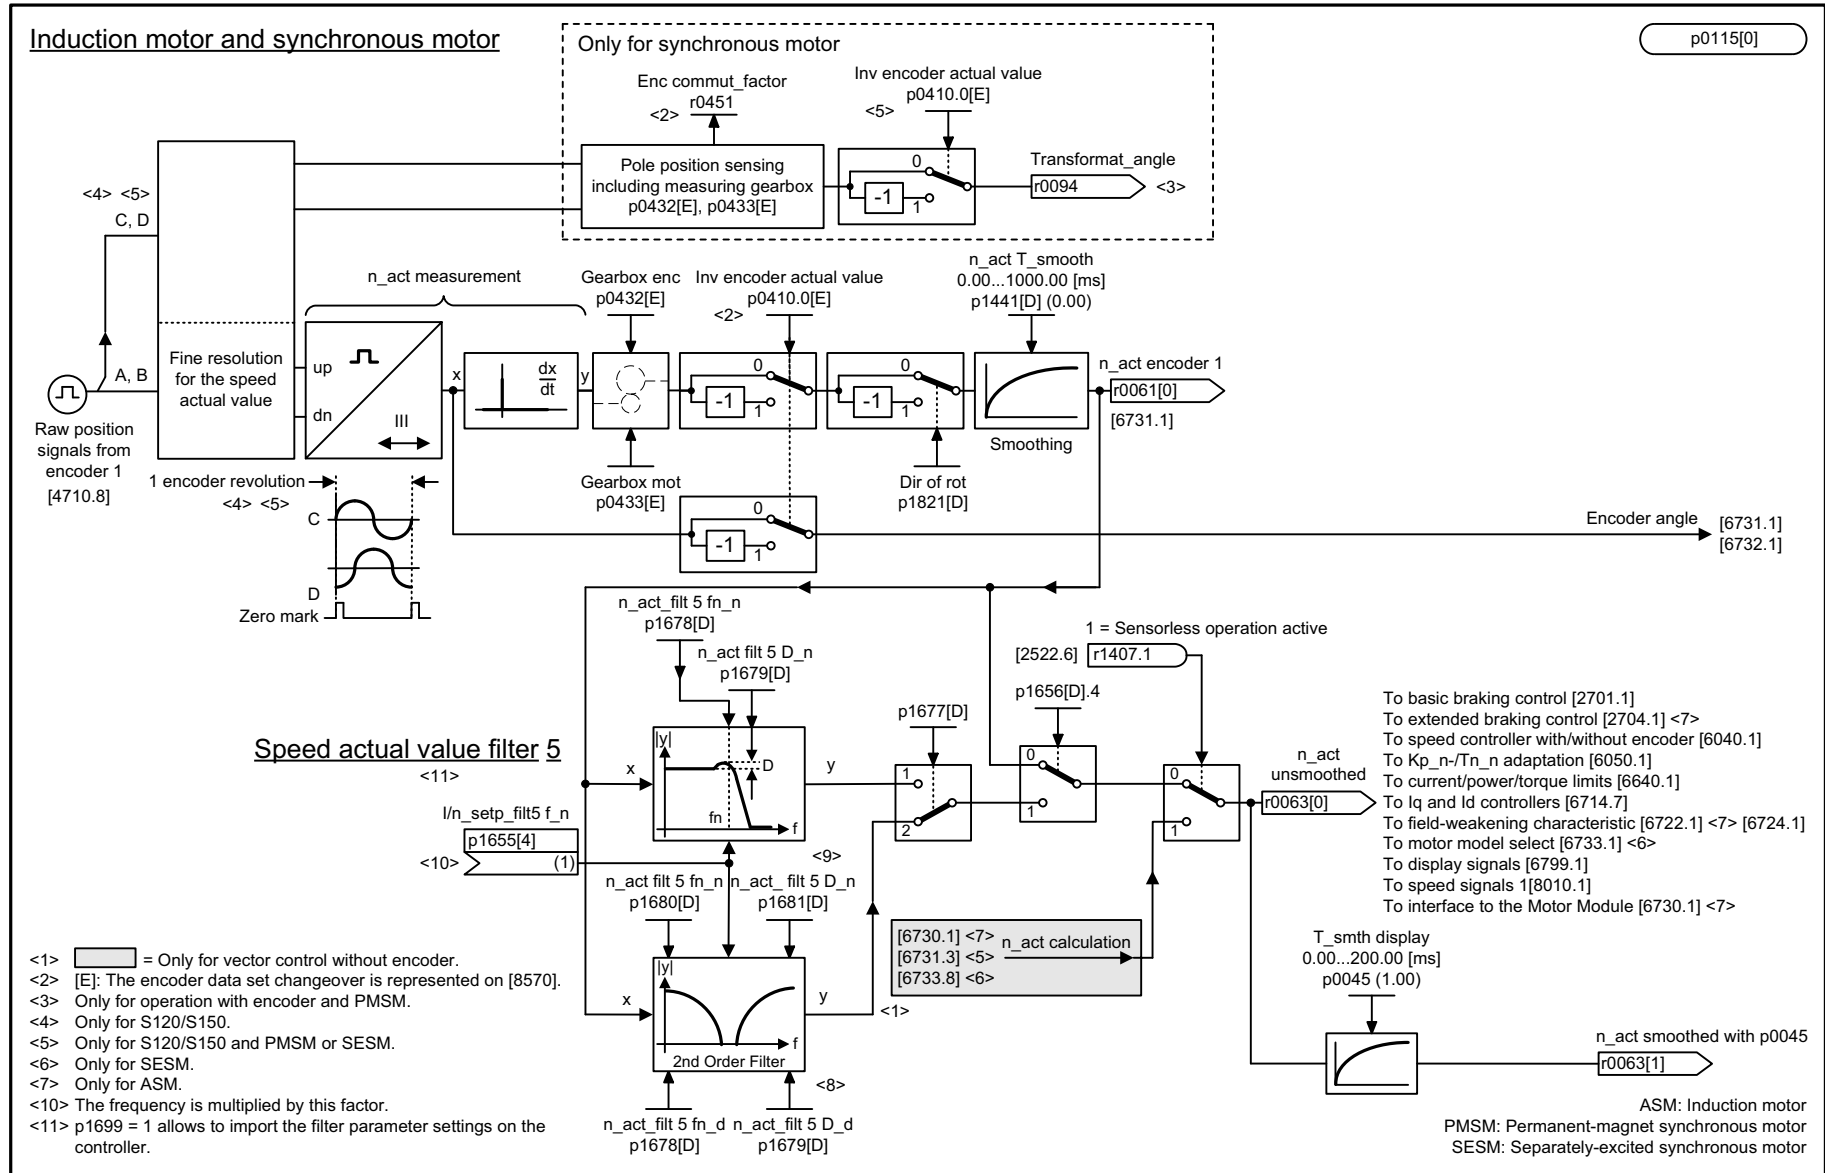 Induction motor and synchronous motor
Only for synchronous motor
p0115[0]
Enc commut_factor
r0451
<2>
Inv encoder actual value
p0410.0[E]
<5>
Pole position sensing
including measuring gearbox
p0432[E], p0433[E]
0
-1
1
Transformat_angle
r0094
<3>
<4> <5>
C, D
A, B
Fine resolution
for the speed
actual value
Raw position
signals from
encoder 1
[4710.8]
n_act measurement
up
dn
III
x
dx
dt
y
Gearbox enc
p0432[E]
Gearbox mot
p0433[E]
Inv encoder actual value
p0410.0[E]
<2>
0
-1
1
0
-1
1
Dir of rot
p1821[D]
n_act T_smooth
0.00...1000.00 [ms]
p1441[D] (0.00)
Smoothing
n_act encoder 1
r0061[0]
[6731.1]
1 encoder revolution
<4> <5>
C
D
Zero mark
0
-1
1
Encoder angle
[6731.1]
[6732.1]
n_act_filt 5 fn_n
p1678[D]
n_act filt 5 D_n
p1679[D]
Speed actual value filter 5
<11>
x
|y|
D
fn
f
y
I/n_setp_filt5 f_n
p1655[4]
(1)
<10>
<9>
n_act filt 5 fn_n
p1680[D]
n_act_ filt 5 D_n
p1681[D]
x
|y|
f
2nd Order Filter
y
<8>
n_act_filt 5 fn_d
p1678[D]
n_act_filt 5 D_d
p1679[D]
p1677[D]
1
2
p1656[D].4
0
1
1 = Sensorless operation active
[2522.6]
r1407.1
0
1
[6730.1] <7>
[6731.3] <5>
[6733.8] <6>
n_act calculation
<1>
n_act
unsmoothed
r0063[0]
To basic braking control [2701.1]
To extended braking control [2704.1] <7>
To speed controller with/without encoder [6040.1]
To Kp_n-/Tn_n adaptation [6050.1]
To current/power/torque limits [6640.1]
To Iq and Id controllers [6714.7]
To field-weakening characteristic [6722.1] <7> [6724.1]
To motor model select [6733.1] <6>
To display signals [6799.1]
To speed signals 1[8010.1]
To interface to the Motor Module [6730.1] <7>
T_smth display
0.00...200.00 [ms]
p0045 (1.00)
n_act smoothed with p0045
r0063[1]
<1> = Only for vector control without encoder.
<2> [E]: The encoder data set changeover is represented on [8570].
<3> Only for operation with encoder and PMSM.
<4> Only for S120/S150.
<5> Only for S120/S150 and PMSM or SESM.
<6> Only for SESM.
<7> Only for ASM.
<10> The frequency is multiplied by this factor.
<11> p1699 = 1 allows to import the filter parameter settings on the
controller.
ASM: Induction motor
PMSM: Permanent-magnet synchronous motor
SESM: Separately-excited synchronous motor